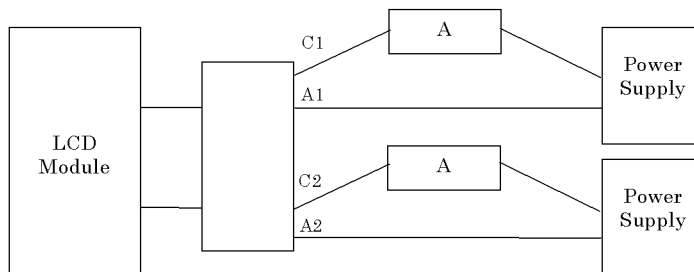 C1
A
A1
Power
Supply
LCD
Module
C2
A
A2
Power
Supply